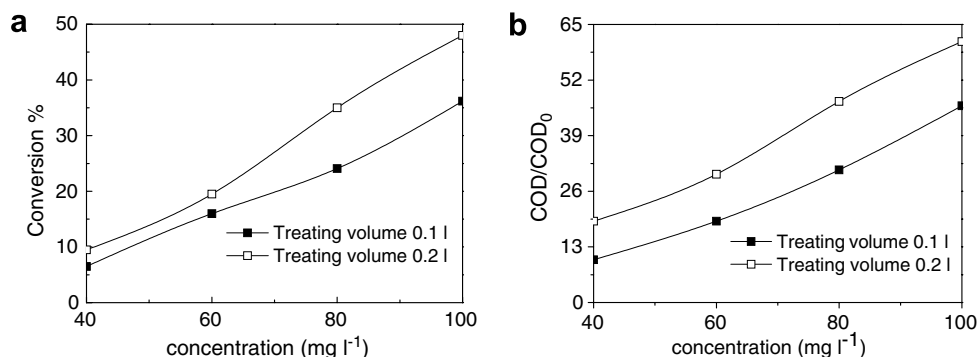 a
Conversion %
50
40
30
20
10
0
Treating volume 0.1 l
Treating volume 0.2 l
40 60 80 100
concentration (mg l⁻¹)
b
COD/COD₀
65
52
39
26
13
0
Treating volume 0.1 l
Treating volume 0.2 l
40 60 80 100
concentration (mg l⁻¹)